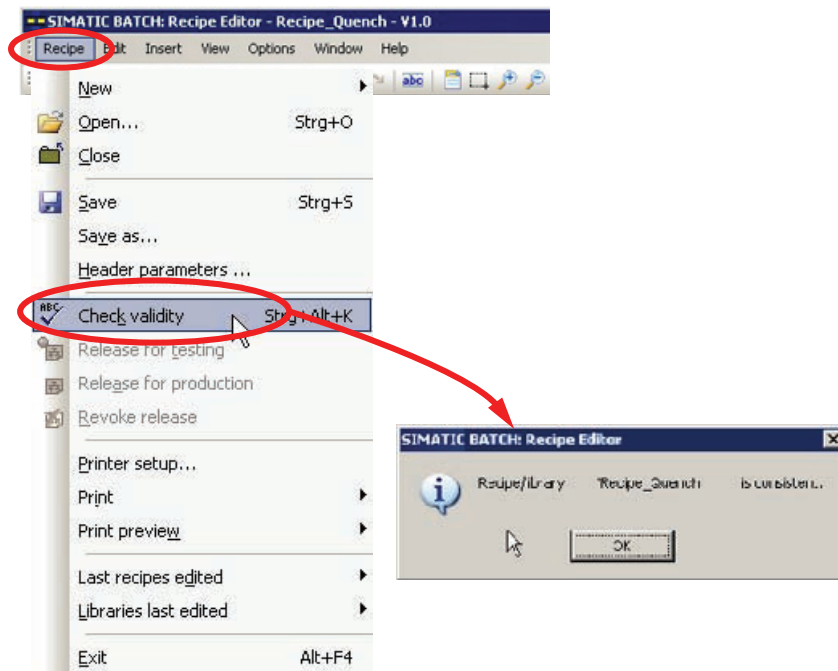 SIMATIC BATCH: Recipe Editor - Recipe_Quench - V1.0
Recipe Edit Insert View Options Window Help
abc
New
Open... Strg+O
Close
Save Strg+S
Save as...
Header parameters ...
ABC Check validity Strg+Alt+K
Release for testing
Release for production
Revoke release
Printer setup...
Print
Print preview
Last recipes edited
Libraries last edited
Exit Alt+F4
SIMATIC BATCH: Recipe Editor
Recipe/library 'Recipe_Quench is consistent..
OK